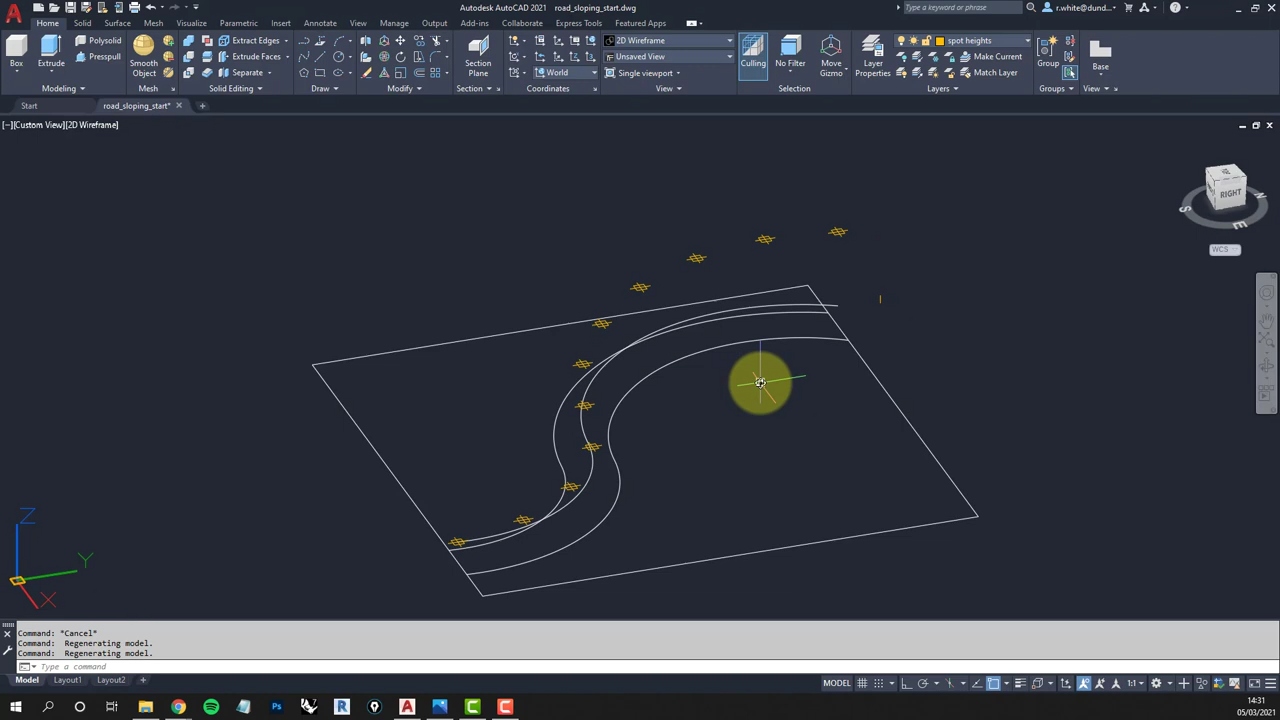 Autodesk AutoCAD 2021 road_sloping_start.dwg
Type a keyword or phrase
r.white@dund...
Home Insert Annotate View Manage Output Add-ins Collaborate Express Tools Featured Apps
Solid Surface Mesh Visualize Parametric
Box
Extrude
Polysolid
Presspull
Modeling
Smooth
Object
Mesh
Extract Edges
Extrude Faces
Separate
Solid Editing
Draw
Modify
Section
Plane
Section
World
Coordinates
2D Wireframe
Unsaved View
Single viewport
View
Culling
No Filter
Move
Gizmo
Selection
Layer
Properties
spot heights
Make Current
Match Layer
Layers
Group
Groups
Base
View
Start
road_sloping_start*
[−][Custom View][2D Wireframe]
RIGHT
S
N
E
WCS
Z
Y
X
Command: *Cancel*
Command:  Regenerating model.
Command:  Regenerating model.
Type a command
Model Layout1 Layout2
MODEL
1:1
14:31
05/03/2021